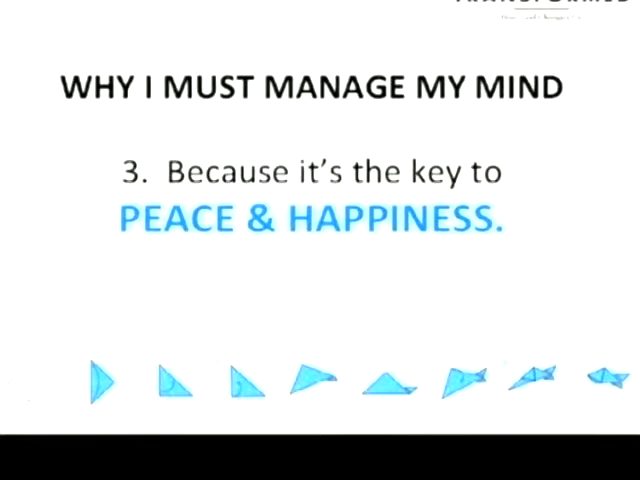 WHY I MUST MANAGE MY MIND
3. Because it's the key to
PEACE & HAPPINESS.